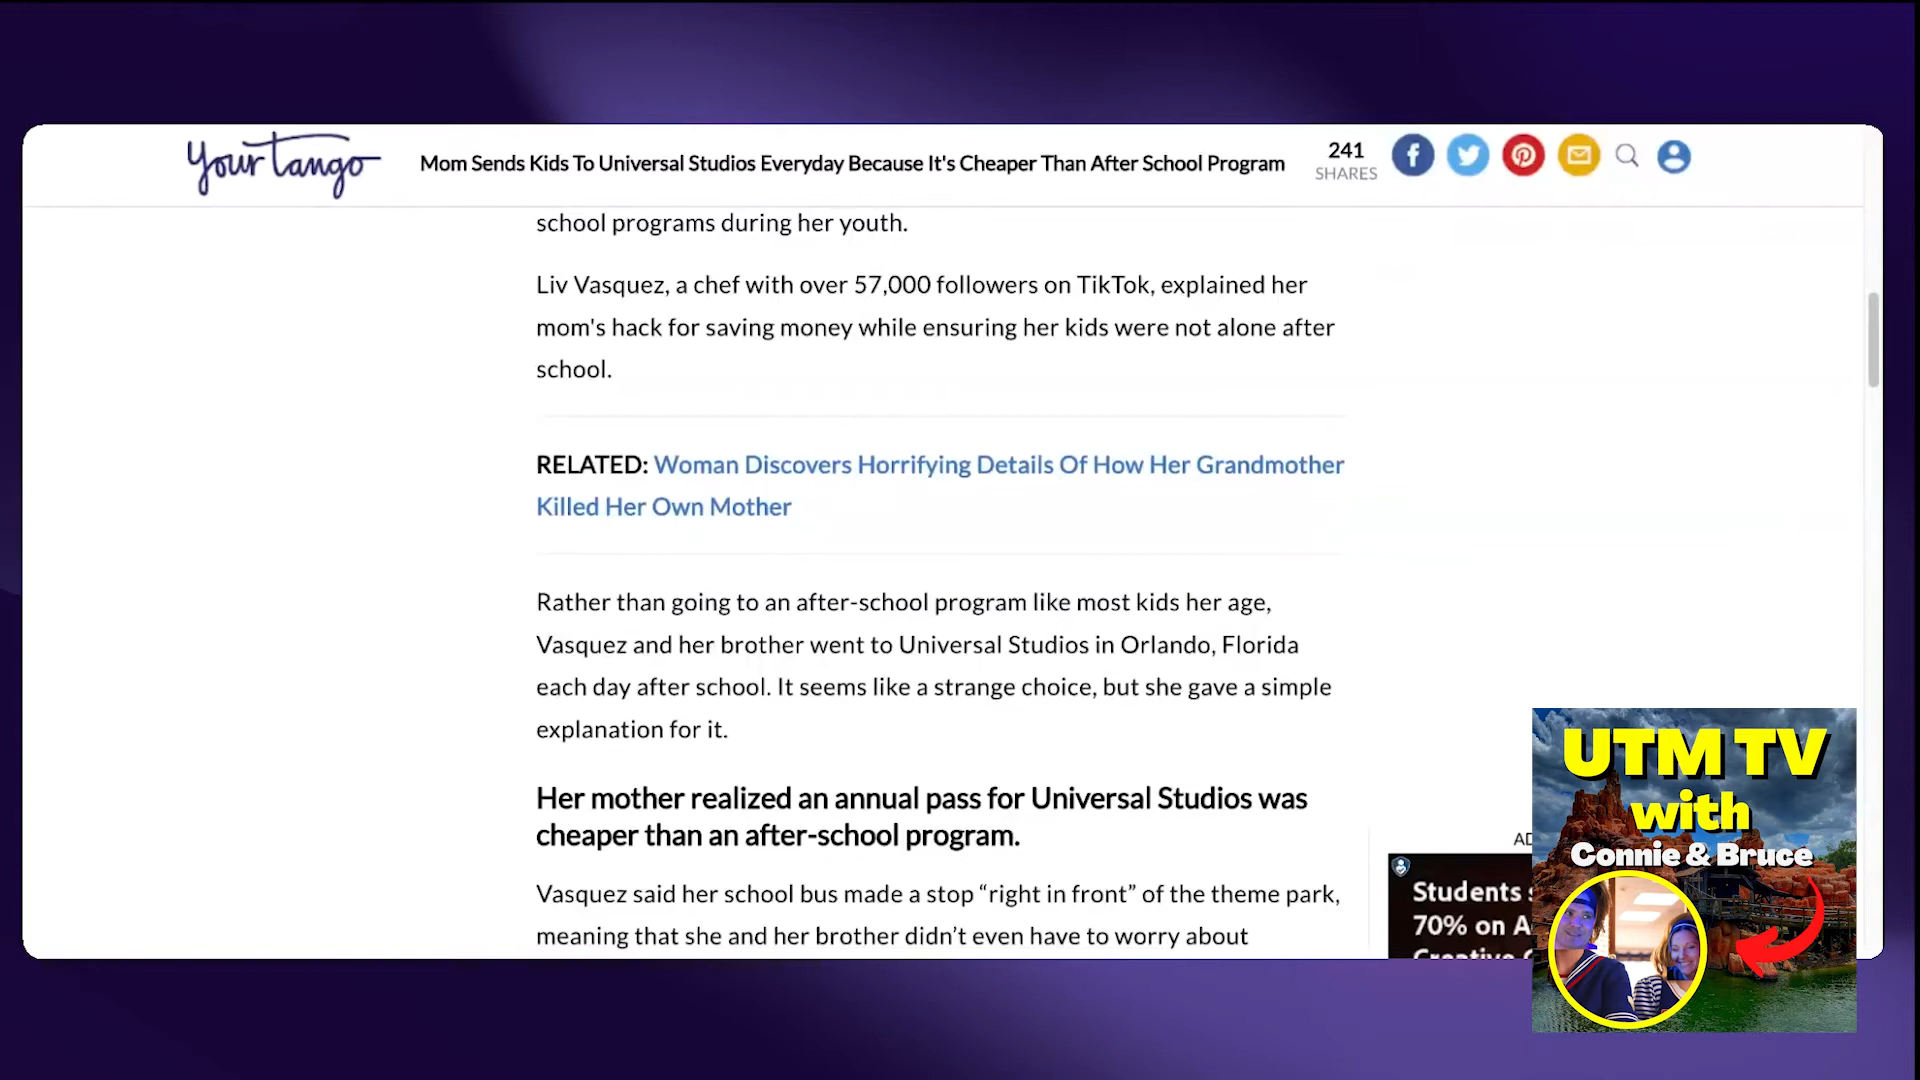 yourtango
Mom Sends Kids To Universal Studios Everyday Because It's Cheaper Than After School Program
241
SHARES
school programs during her youth.
Liv Vasquez, a chef with over 57,000 followers on TikTok, explained her
mom's hack for saving money while ensuring her kids were not alone after
school.
RELATED: Woman Discovers Horrifying Details Of How Her Grandmother
Killed Her Own Mother
Rather than going to an after-school program like most kids her age,
Vasquez and her brother went to Universal Studios in Orlando, Florida
each day after school. It seems like a strange choice, but she gave a simple
explanation for it.
Her mother realized an annual pass for Universal Studios was
cheaper than an after-school program.
Vasquez said her school bus made a stop “right in front” of the theme park,
meaning that she and her brother didn’t even have to worry about
Students
70% on
UTM TV
with
Connie & Bruce